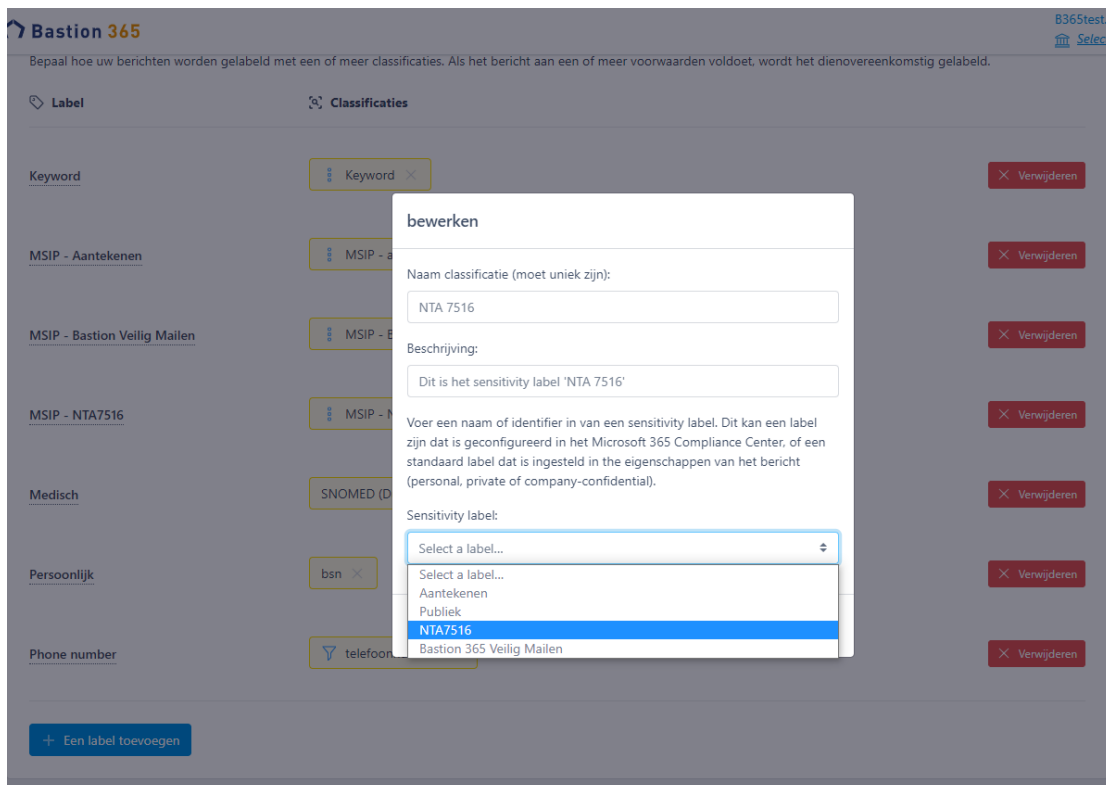 Bastion 365
B365test.
Selec
Bepaal hoe uw berichten worden gelabeld met een of meer classificaties. Als het bericht aan een of meer voorwaarden voldoet, wordt het dienovereenkomstig gelabeld.
Label
Classificaties
Keyword
Keyword
Verwijderen
bewerken
MSIP - Aantekenen
MSIP - a
Verwijderen
Naam classificatie (moet uniek zijn):
NTA 7516
MSIP - Bastion Veilig Mailen
MSIP - B
Verwijderen
Beschrijving:
Dit is het sensitivity label 'NTA 7516'
MSIP - NTA7516
MSIP - N
Verwijderen
Voer een naam of identifier in van een sensitivity label. Dit kan een label
zijn dat is geconfigureerd in het Microsoft 365 Compliance Center, of een
standaard label dat is ingesteld in the eigenschappen van het bericht
(personal, private of company-confidential).
Medisch
SNOMED (D
Verwijderen
Sensitivity label:
Select a label...
Persoonlijk
bsn
Verwijderen
Select a label...
Aantekenen
Publiek
NTA7516
Bastion 365 Veilig Mailen
Phone number
telefoon
Verwijderen
Een label toevoegen